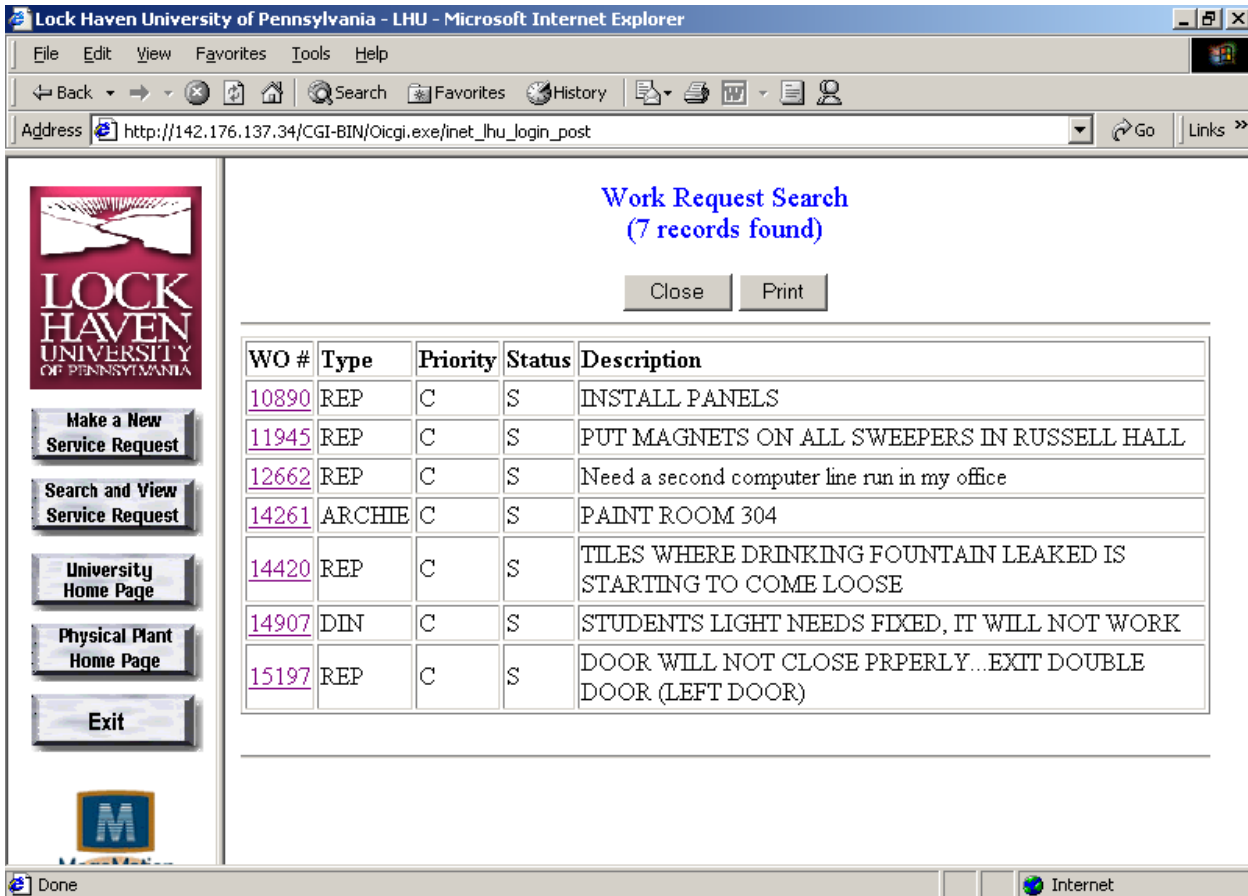 Lock Haven University of Pennsylvania - LHU - Microsoft Internet Explorer
File Edit View Favorites Tools Help
Back Search Favorites History
Address http://142.176.137.34/CGI-BIN/Oicgi.exe/inet_lhu_login_post Go Links »
LOCK
HAVEN
UNIVERSITY
OF PENNSYLVANIA
Make a New
Service Request
Search and View
Service Request
University
Home Page
Physical Plant
Home Page
Exit
M
Work Request Search
(7 records found)
Close Print
WO # Type Priority Status Description
10890 REP C S INSTALL PANELS
11945 REP C S PUT MAGNETS ON ALL SWEEPERS IN RUSSELL HALL
12662 REP C S Need a second computer line run in my office
14261 ARCHIE C S PAINT ROOM 304
14420 REP C S TILES WHERE DRINKING FOUNTAIN LEAKED IS
STARTING TO COME LOOSE
14907 DIN C S STUDENTS LIGHT NEEDS FIXED, IT WILL NOT WORK
15197 REP C S DOOR WILL NOT CLOSE PRPERLY...EXIT DOUBLE
DOOR (LEFT DOOR)
Done Internet